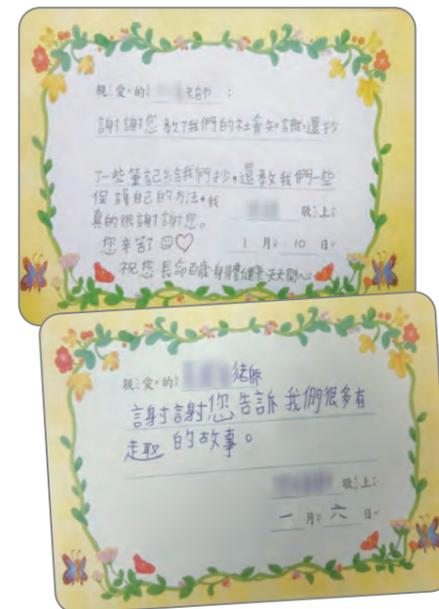 親愛的 老師：
謝謝您教了我們的社會知識，還抄
了一些筆記給我們抄。還教我們一些
保護自己的方法。我
真的很謝謝您。 敬上
您辛苦了☺♡ 1 月 10 日
祝您長命百歲 身體健康 天天開心
親愛的
謝謝您告訴我們很多有
趣的故事。
敬上
一 月 六 日